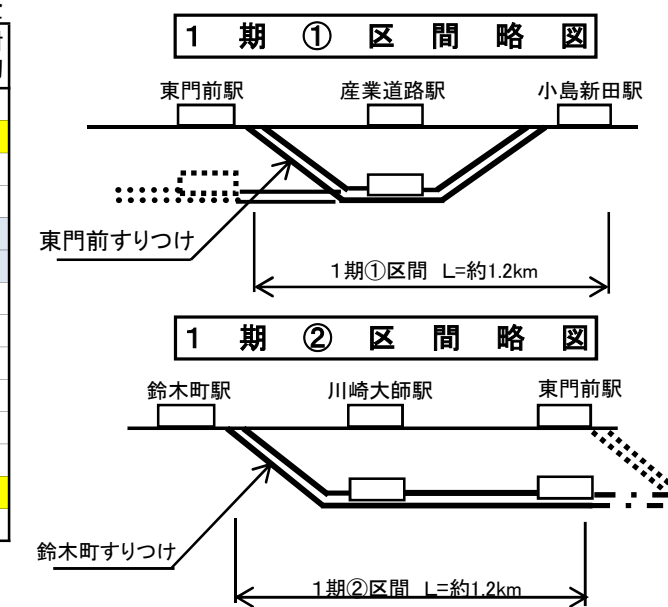 １期①区間略図
東門前駅 産業道路駅 小島新田駅
東門前すりつけ
１期①区間 L=約1.2km
１期②区間略図
鈴木町駅 川崎大師駅 東門前駅
鈴木町すりつけ
１期②区間 L=約1.2km